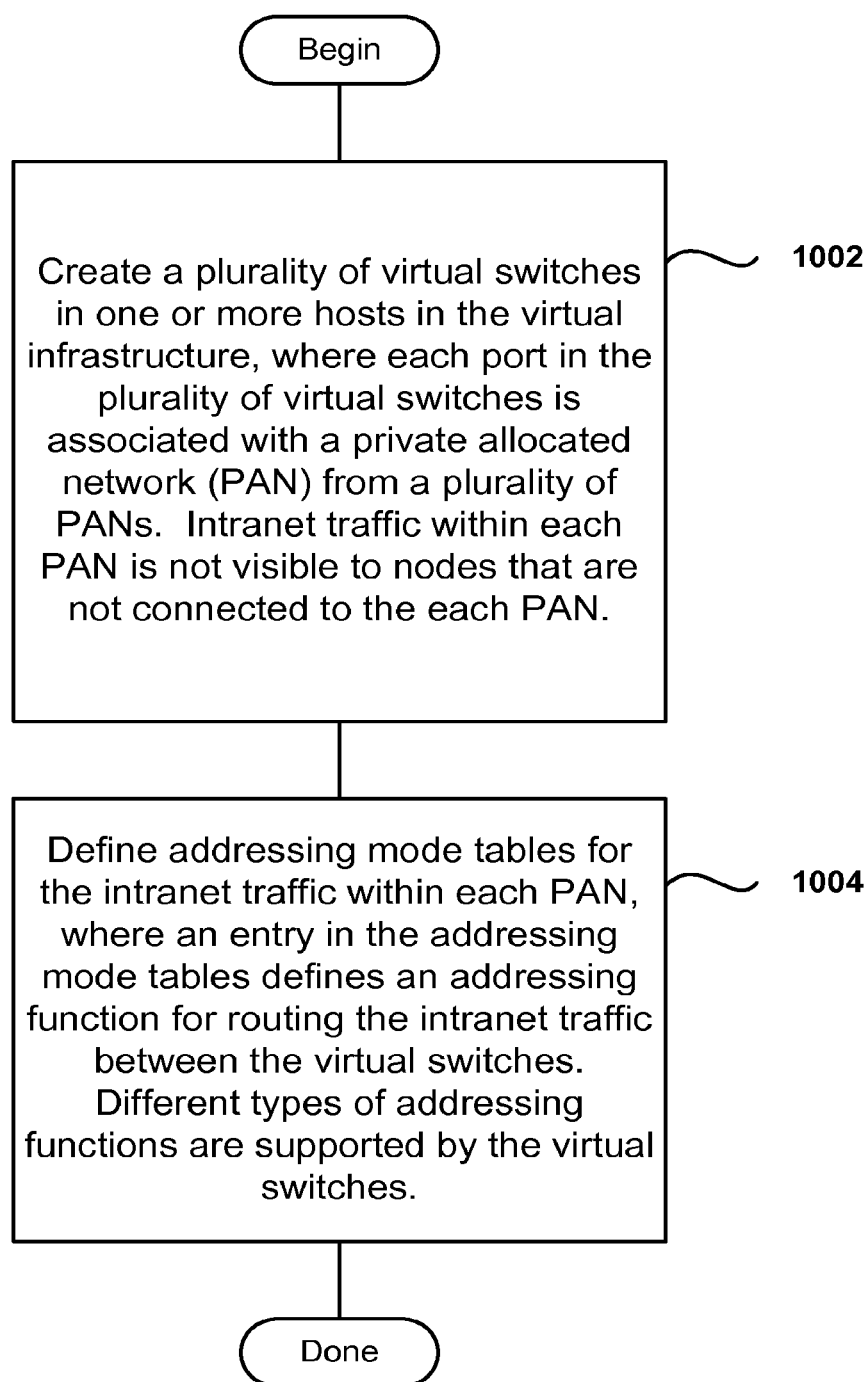 Begin
Create a plurality of virtual switches
in one or more hosts in the virtual
infrastructure, where each port in the
plurality of virtual switches is
associated with a private allocated
network (PAN) from a plurality of
PANs.  Intranet traffic within each
PAN is not visible to nodes that are
not connected to the each PAN.
1002
Define addressing mode tables for
the intranet traffic within each PAN,
where an entry in the addressing
mode tables defines an addressing
function for routing the intranet traffic
between the virtual switches.
Different types of addressing
functions are supported by the virtual
switches.
1004
Done